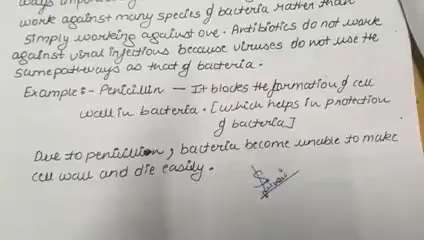 ways
work against many species of bacteria rather than
simply working against one. Antibiotics do not work
against viral infections because viruses do not use the
same pathways as that of bacteria.
Example:- Penicillin — It blocks the formation of cell
wall in bacteria. [which helps in protection
of bacteria]
Due to penicillin, bacteria become unable to make
cell wall and die easily.